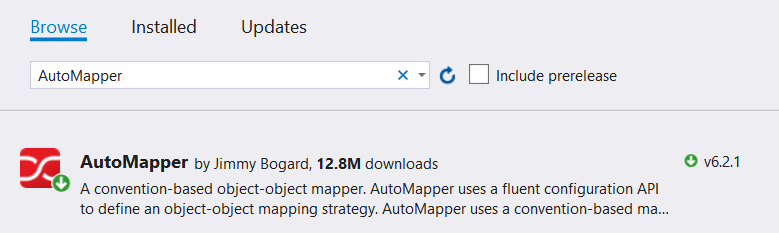 Browse Installed Updates
AutoMapper
Include prerelease
AutoMapper by Jimmy Bogard, 12.8M downloads v6.2.1
A convention-based object-object mapper. AutoMapper uses a fluent configuration API
to define an object-object mapping strategy. AutoMapper uses a convention-based ma...